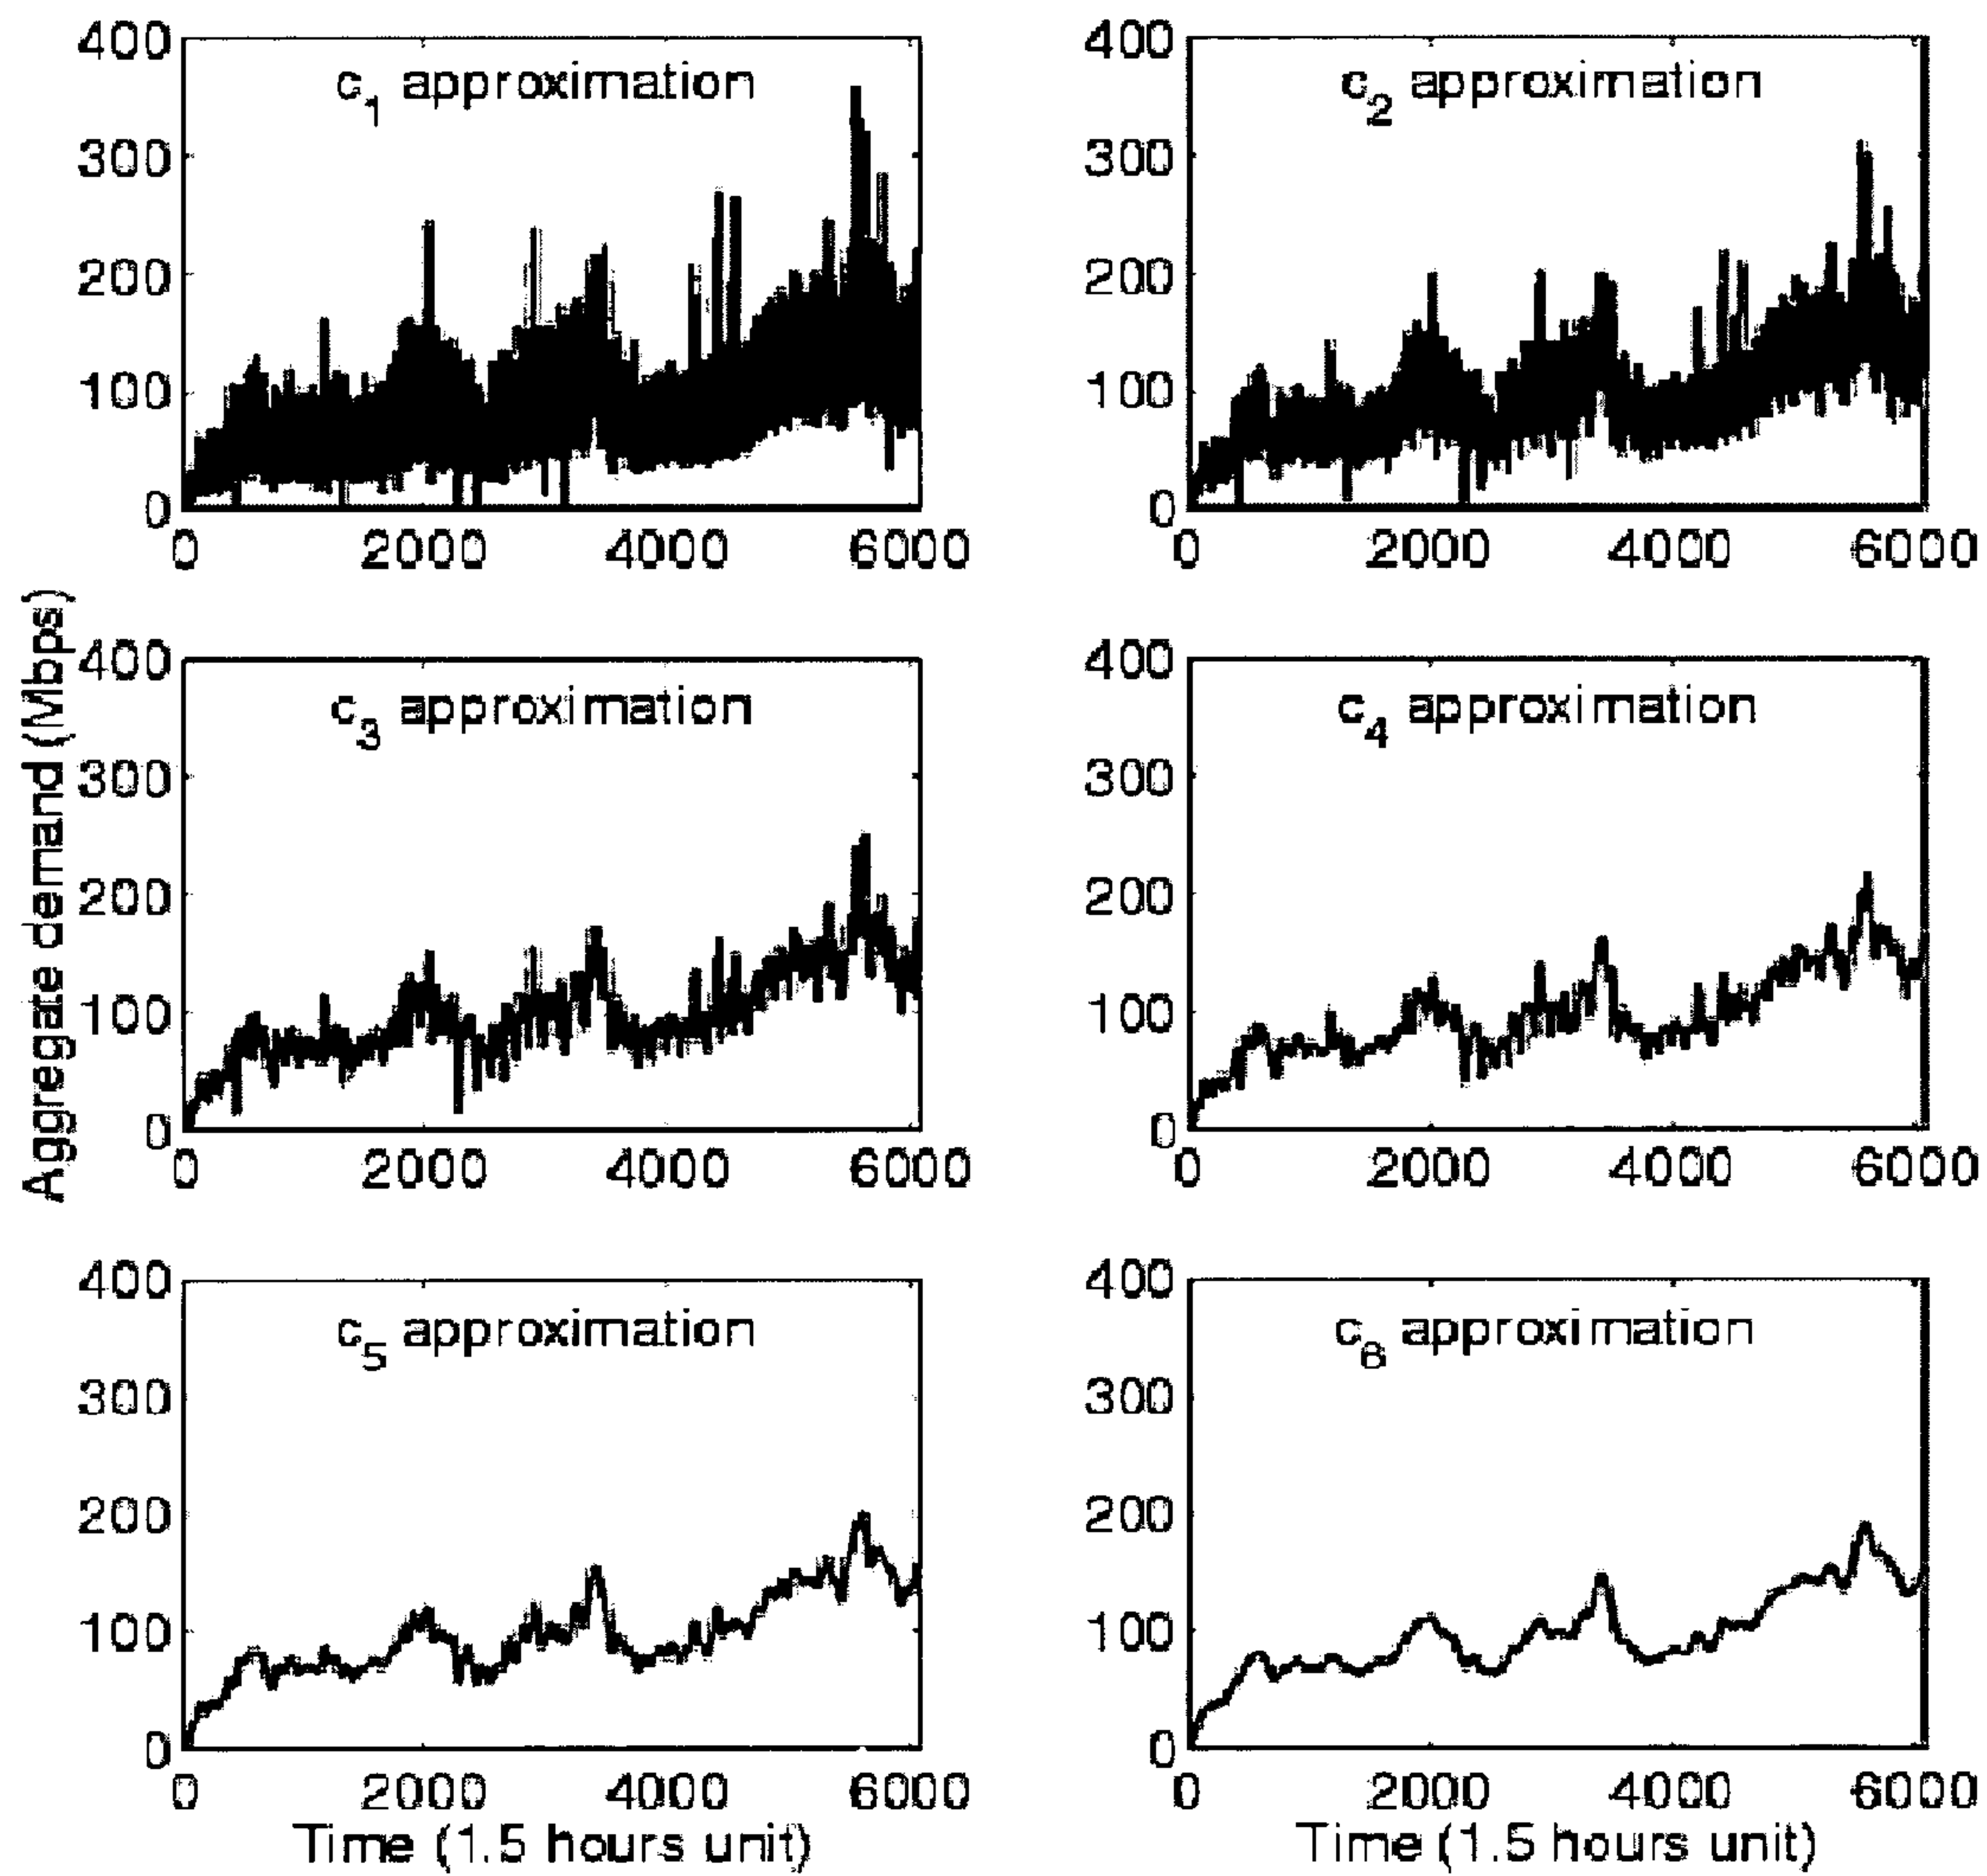 400
300
200
100
0
c1 approximation
0 2000 4000 6000
400
300
200
100
0
c2 approximation
0 2000 4000 6000
Aggregate demand (Mbps)
400
300
200
100
0
c3 approximation
0 2000 4000 6000
400
300
200
100
0
c4 approximation
0 2000 4000 6000
400
300
200
100
0
c5 approximation
0 2000 4000 6000
Time (1.5 hours unit)
400
300
200
100
0
c6 approximation
0 2000 4000 6000
Time (1.5 hours unit)